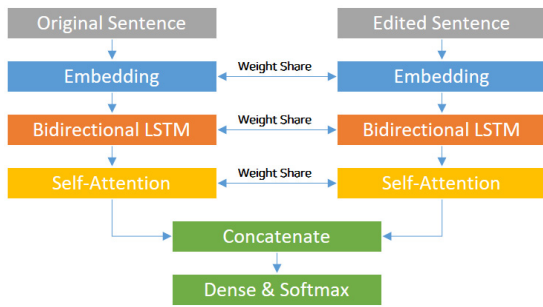 Original Sentence
Edited Sentence
Embedding
Weight Share
Embedding
Bidirectional LSTM
Weight Share
Bidirectional LSTM
Self-Attention
Weight Share
Self-Attention
Concatenate
Dense & Softmax